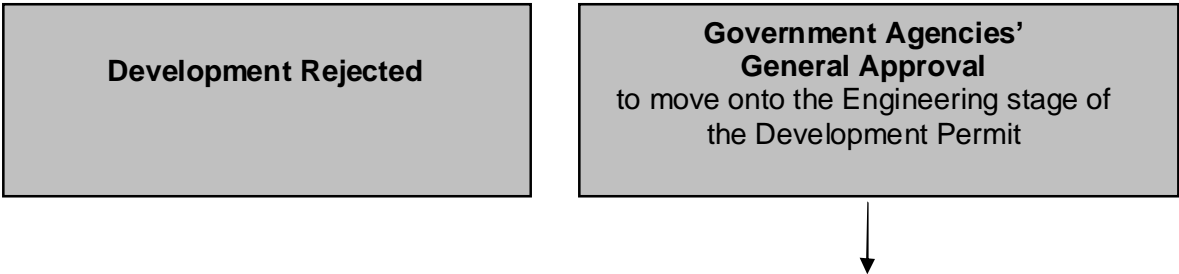 Development Rejected
Government Agencies’
General Approval
to move onto the Engineering stage of
the Development Permit